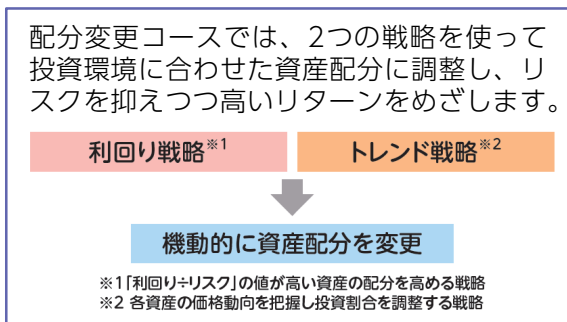 配分変更コースでは、2つの戦略を使って
投資環境に合わせた資産配分に調整し、リ
スクを抑えつつ高いリターンをめざします。
利回り戦略※1
トレンド戦略※2
機動的に資産配分を変更
※1「利回り÷リスク」の値が高い資産の配分を高める戦略
※2 各資産の価格動向を把握し投資割合を調整する戦略